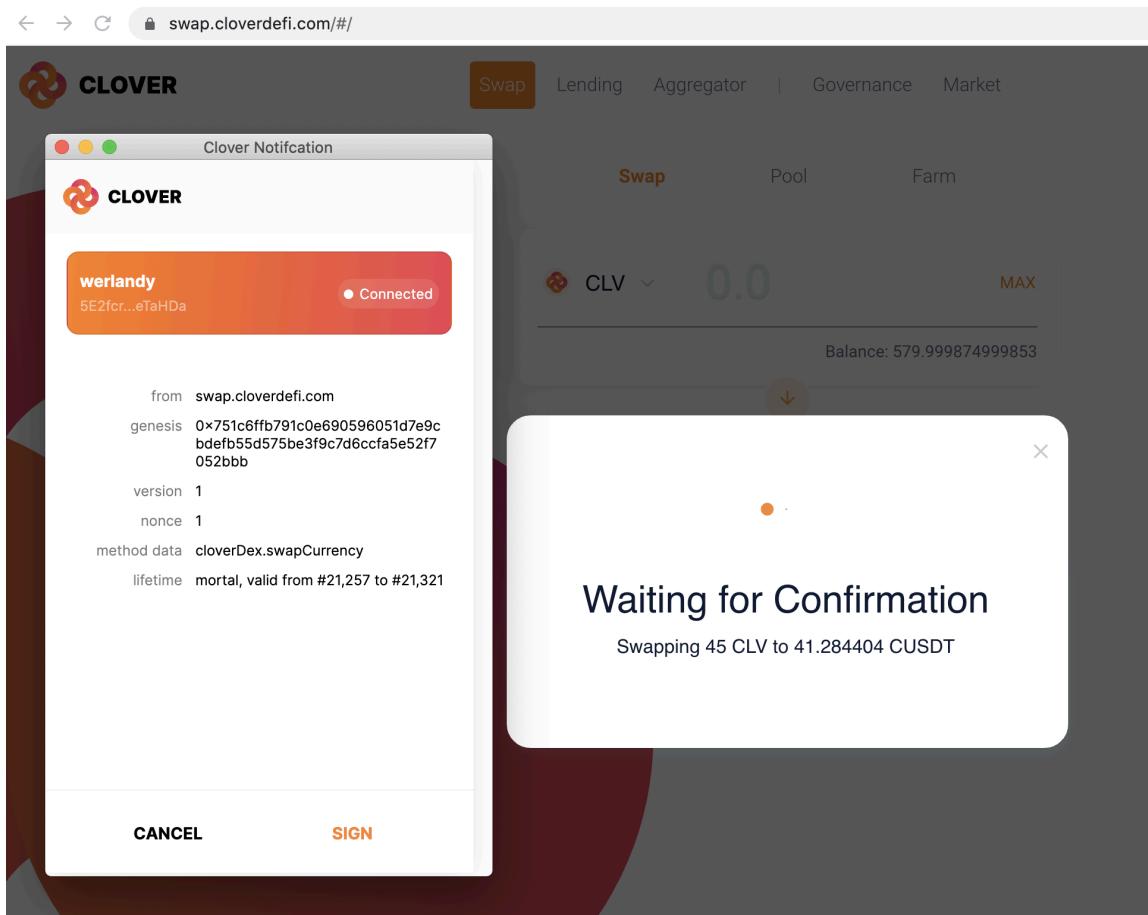 swap.cloverdefi.com/#/
CLOVER
Swap Lending Aggregator | Governance Market
Clover Notifcation
CLOVER
werlandy
5E2fcr...eTaHDa
Connected
from swap.cloverdefi.com
genesis 0×751c6ffb791c0e690596051d7e9c
bdefb55d575be3f9c7d6ccfa5e52f7
052bbb
version 1
nonce 1
method data cloverDex.swapCurrency
lifetime mortal, valid from #21,257 to #21,321
CANCEL SIGN
Swap Pool Farm
CLV 0.0 MAX
Balance: 579.999874999853
Waiting for Confirmation
Swapping 45 CLV to 41.284404 CUSDT